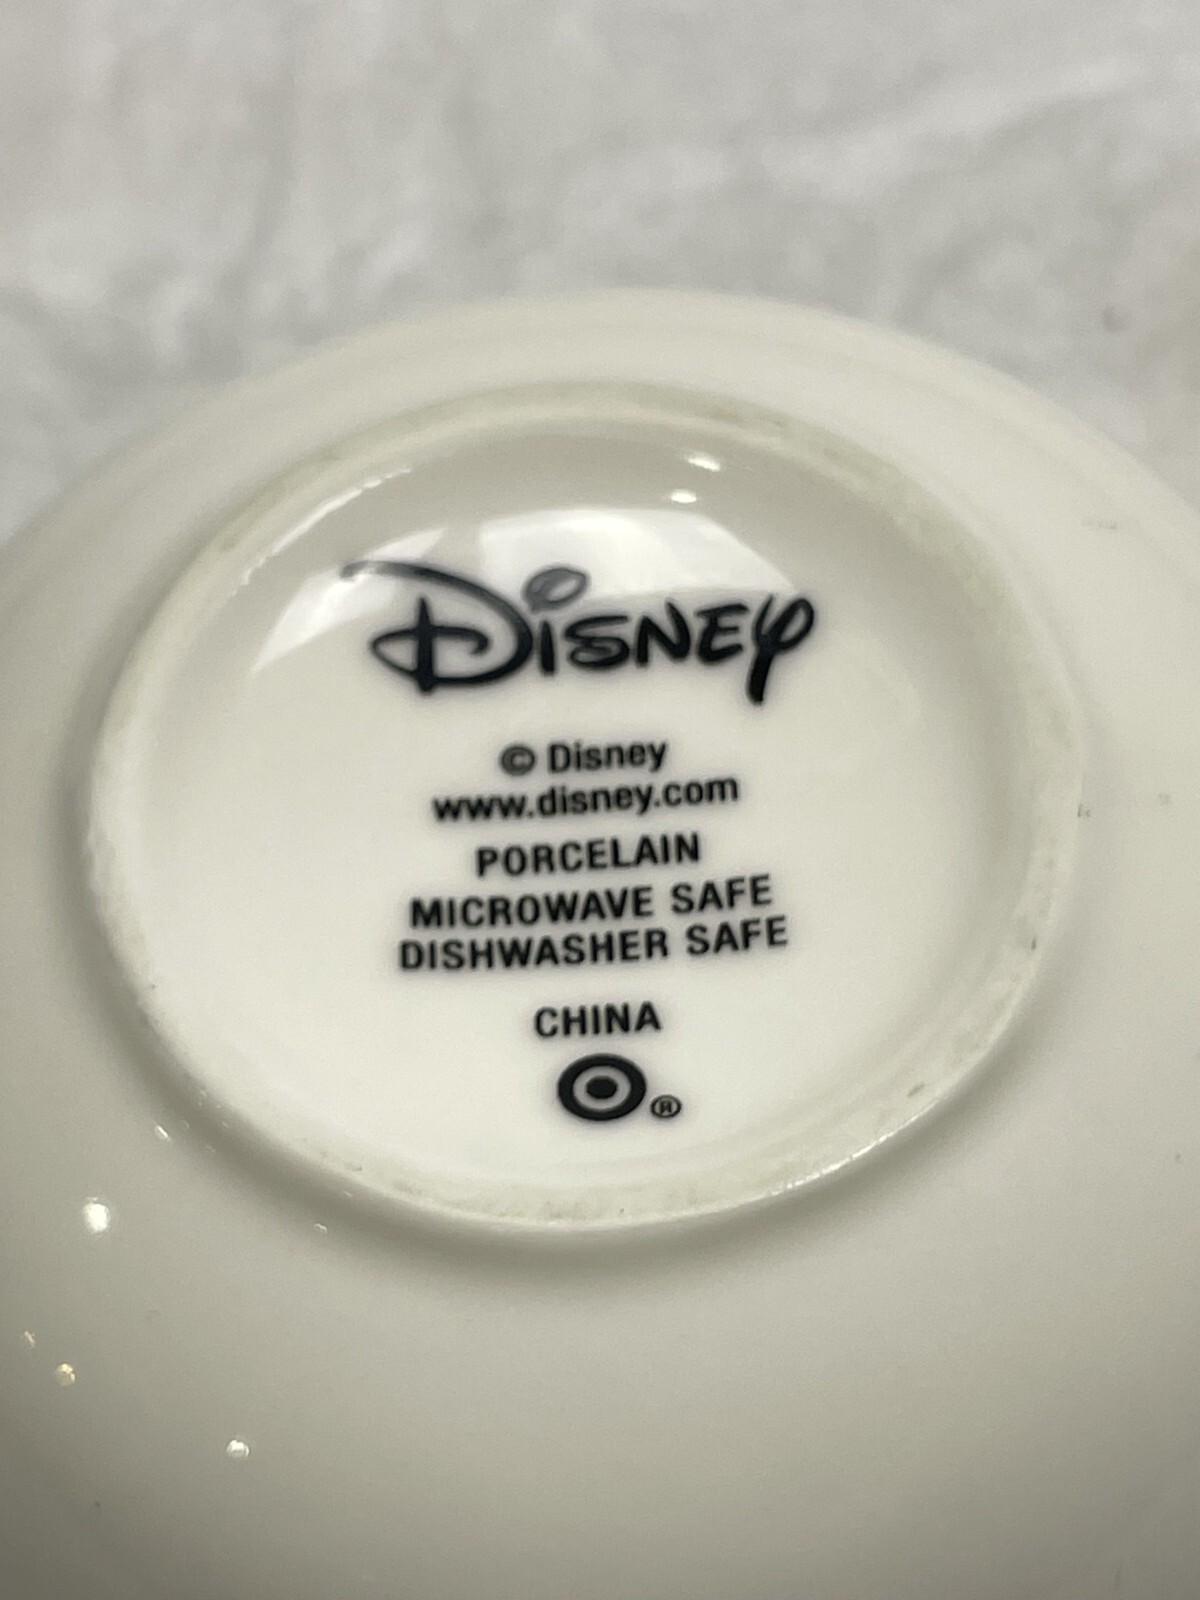 Disney
© Disney
www.disney.com
PORCELAIN
MICROWAVE SAFE
DISHWASHER SAFE
CHINA
®